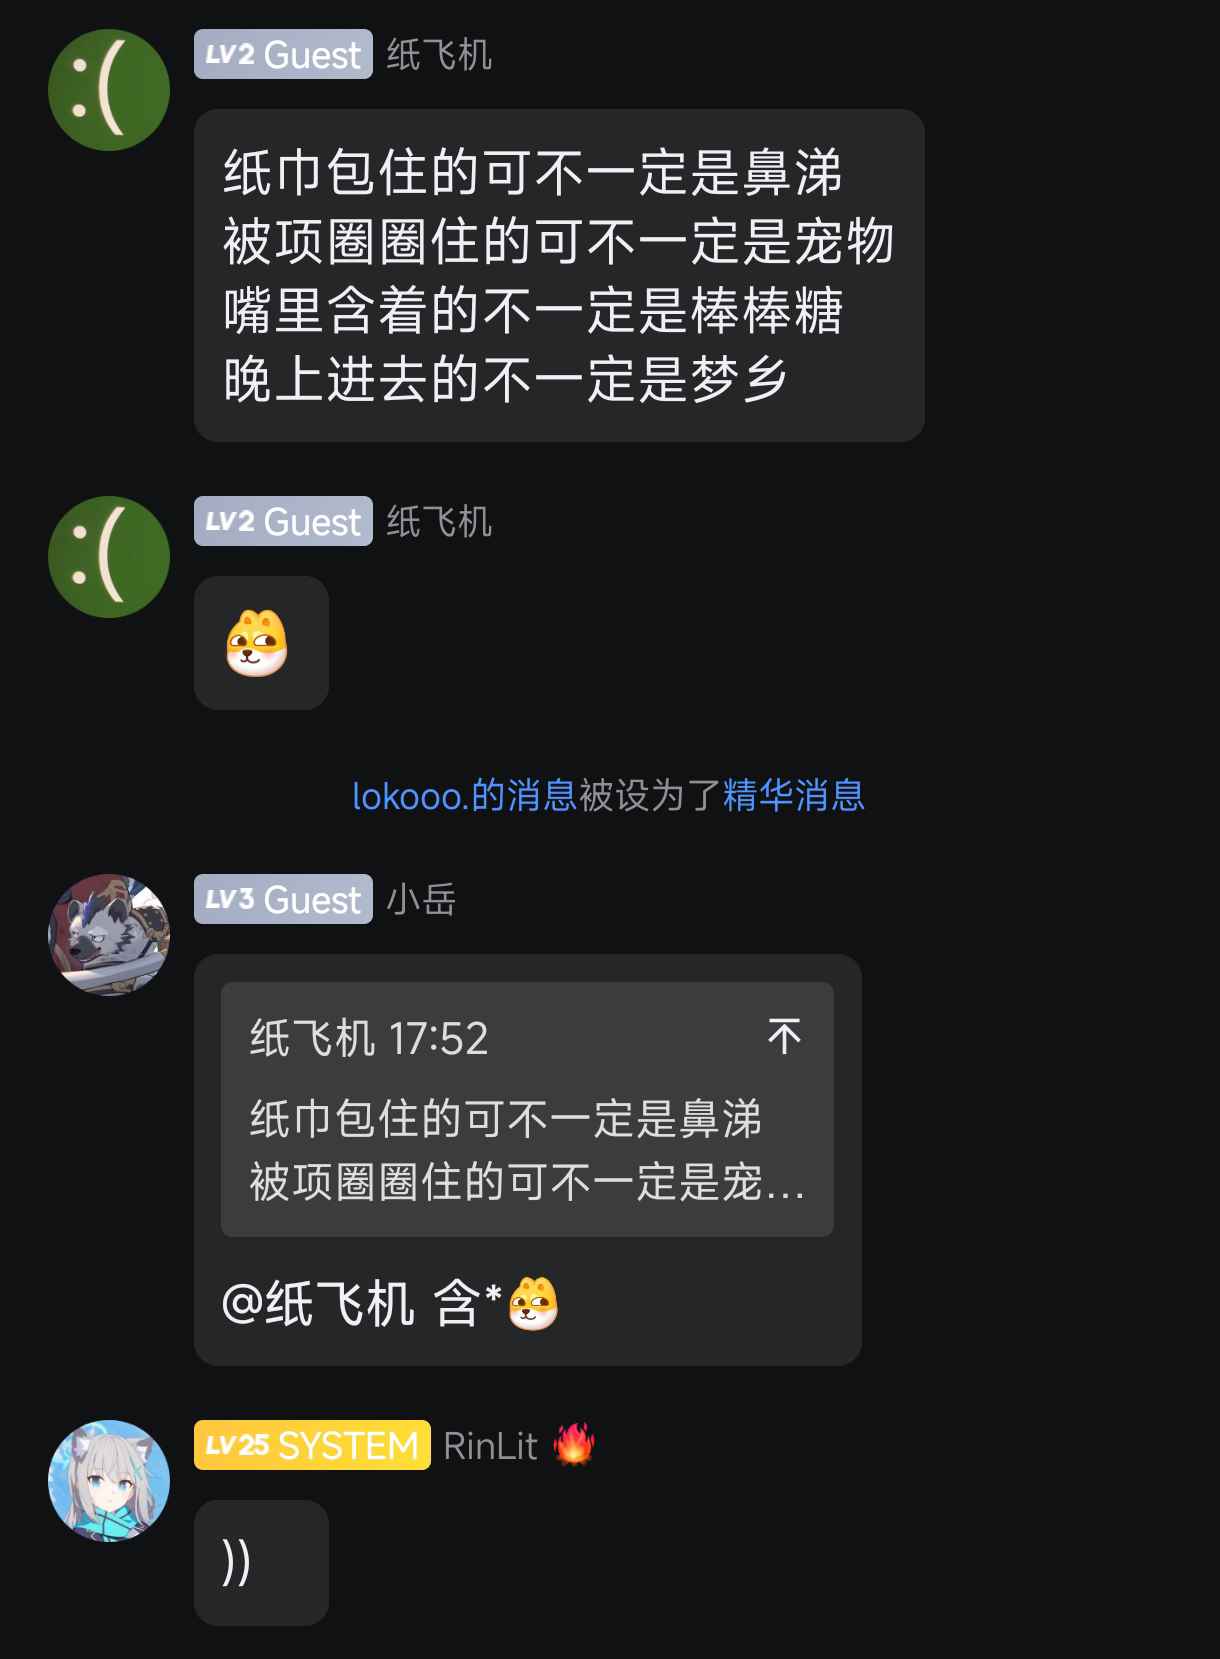 LV2 Guest 纸飞机
纸巾包住的可不一定是鼻涕
被项圈圈住的可不一定是宠物
嘴里含着的不一定是棒棒糖
晚上进去的不一定是梦乡
LV2 Guest 纸飞机
lokooo.的消息被设为了精华消息
LV3 Guest 小岳
纸飞机 17:52
纸巾包住的可不一定是鼻涕
被项圈圈住的可不一定是宠...
@纸飞机 含*
LV25 SYSTEM RinLit
))